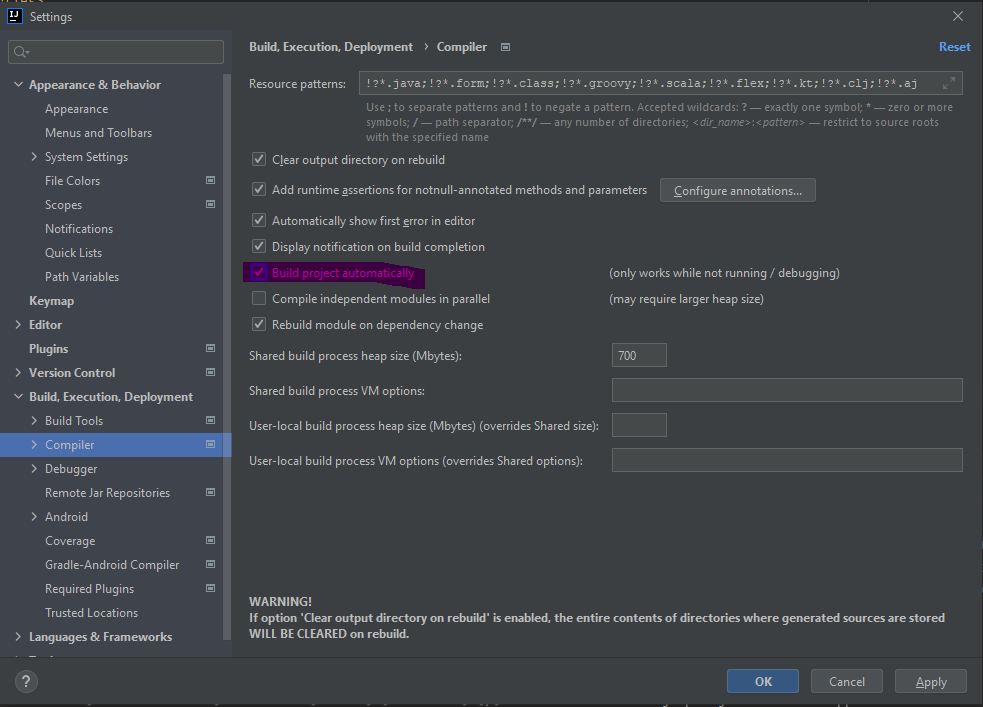 Settings
Appearance & Behavior
Appearance
Menus and Toolbars
System Settings
File Colors
Scopes
Notifications
Quick Lists
Path Variables
Keymap
Editor
Plugins
Version Control
Build, Execution, Deployment
Build Tools
Compiler
Debugger
Remote Jar Repositories
Android
Coverage
Gradle-Android Compiler
Required Plugins
Trusted Locations
Languages & Frameworks
Build, Execution, Deployment › Compiler
Reset
Resource patterns: !?*.java;!?*.form;!?*.class;!?*.groovy;!?*.scala;!?*.flex;!?*.kt;!?*.clj;!?*.aj
Use ; to separate patterns and ! to negate a pattern. Accepted wildcards: ? — exactly one symbol; * — zero or more
symbols; / — path separator; /**/ — any number of directories; <dir_name>:<pattern> — restrict to source roots
with the specified name
Clear output directory on rebuild
Add runtime assertions for notnull-annotated methods and parameters Configure annotations...
Automatically show first error in editor
Display notification on build completion
Build project automatically (only works while not running / debugging)
Compile independent modules in parallel (may require larger heap size)
Rebuild module on dependency change
Shared build process heap size (Mbytes): 700
Shared build process VM options:
User-local build process heap size (Mbytes) (overrides Shared size):
User-local build process VM options (overrides Shared options):
WARNING!
If option 'Clear output directory on rebuild' is enabled, the entire contents of directories where generated sources are stored
WILL BE CLEARED on rebuild.
? OK Cancel Apply